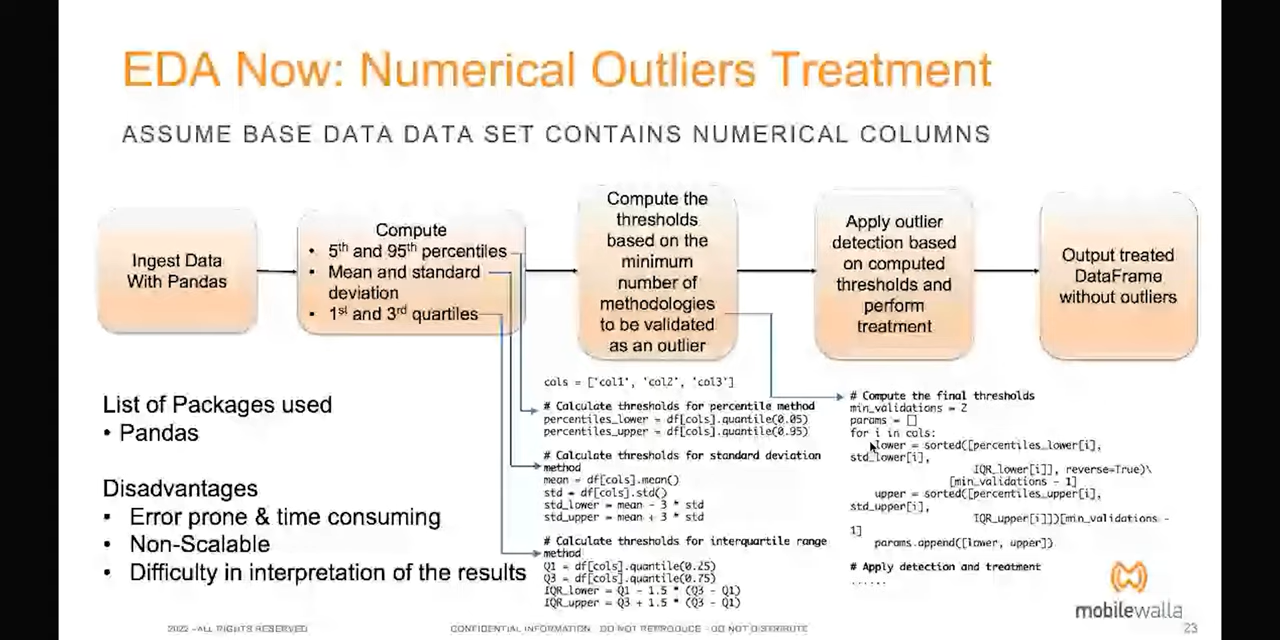 EDA Now: Numerical Outliers Treatment
ASSUME BASE DATA DATA SET CONTAINS NUMERICAL COLUMNS
Ingest Data
With Pandas
Compute
• 5th and 95th percentiles
• Mean and standard
deviation
• 1st and 3rd quartiles
Compute the
thresholds
based on the
minimum
number of
methodologies
to be validated
as an outlier
Apply outlier
detection based
on computed
thresholds and
perform
treatment
Output treated
DataFrame
without outliers
List of Packages used
• Pandas
Disadvantages
• Error prone & time consuming
• Non-Scalable
• Difficulty in interpretation of the results
cols = ['col1', 'col2', 'col3']
# Calculate thresholds for percentile method
percentiles_lower = df[cols].quantile(0.05)
percentiles_upper = df[cols].quantile(0.95)
# Calculate thresholds for standard deviation
method
mean = df[cols].mean()
std = df[cols].std()
std_lower = mean - 3 * std
std_upper = mean + 3 * std
# Calculate thresholds for interquartile range
method
Q1 = df[cols].quantile(0.25)
Q3 = df[cols].quantile(0.75)
IQR_lower = Q1 - 1.5 * (Q3 - Q1)
IQR_upper = Q3 + 1.5 * (Q3 - Q1)
# Compute the final thresholds
min_validations = 2
params = []
for i in cols:
lower = sorted([percentiles_lower[i],
std_lower[i],
IQR_lower[i]], reverse=True)\
[min_validations - 1]
upper = sorted([percentiles_upper[i],
std_upper[i],
IQR_upper[i]])[min_validations -
1]
params.append([lower, upper])
# Apply detection and treatment
......
mobilewalla
2022 -ALL RIGHTS RESERVED
CONFIDENTIAL INFORMATION - DO NOT REPRODUCE - DO NOT DISTRIBUTE
23